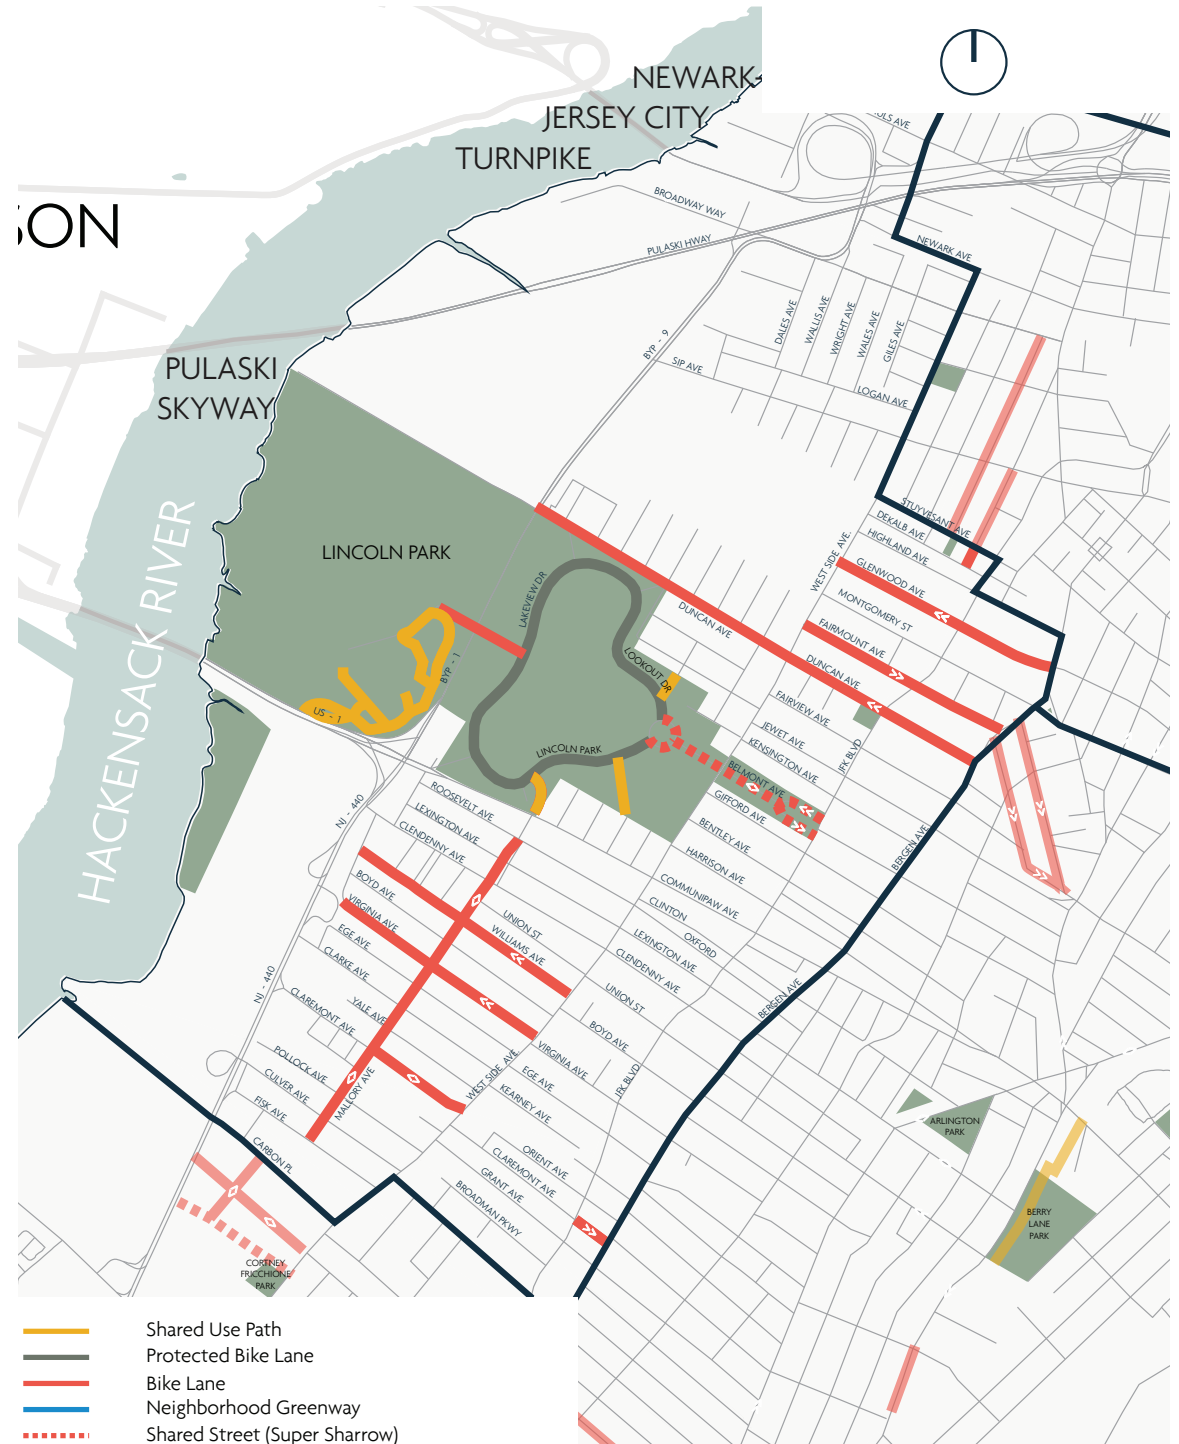 NEWARK-
JERSEY CITY
TURNPIKE
SON
BROADWAY WAY
PULASKI HWAY
NEWARK AVE
DALES AVE
WALLIS AVE
WRIGHT AVE
WALES AVE
GILES AVE
BYP - 9
SIP AVE
LOGAN AVE
PULASKI
SKYWAY
HACKENSACK RIVER
LINCOLN PARK
STUYVESANT AVE
DEKALB AVE
HIGHLAND AVE
GLENWOOD AVE
WEST SIDE AVE.
MONTGOMERY ST
FAIRMOUNT AVE
DUNCAN AVE
DUNCAN AVE
LAKEVIEW DR
LOOKOUT DR
BYP - 1
US - 1
LINCOLN PARK
FAIRVIEW AVE
JEWET AVE
KENSINGTON AVE
JFK BLVD
BELMONT AVE
GIFFORD AVE
BENTLEY AVE
HARRISON AVE
COMMUNIPAW AVE
CLINTON
OXFORD
LEXINGTON AVE
CLENDENNY AVE
UNION ST
BOYD AVE
BERGEN AVE
BERGEN AVE
NJ - 440
ROOSEVELT AVE
LEXINGTON AVE
CLENDENNY AVE
UNION ST
WILLIAMS AVE
BOYD AVE
VIRGINIA AVE
EGE AVE
CLARKE AVE
YALE AVE
CLAREMONT AVE
NJ - 440
POLLOCK AVE
CULVER AVE
FISK AVE
MALLORY AVE
CARBON PL
WEST SIDE AVE
VIRGINIA AVE
EGE AVE
KEARNEY AVE
JFK BLVD
ORIENT AVE
CLAREMONT AVE
GRANT AVE
BROADMAN PKWY
ARLINGTON
PARK
BERRY
LANE
PARK
CORTNEY
FRICCHIONE
PARK
Shared Use Path
Protected Bike Lane
Bike Lane
Neighborhood Greenway
Shared Street (Super Sharrow)